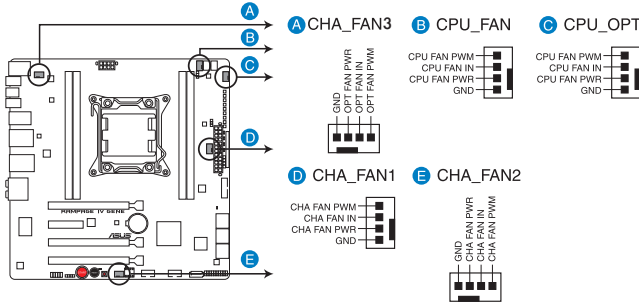 A CHA_FAN3
GND
OPT FAN PWR
OPT FAN IN
OPT FAN PWM
B CPU_FAN
CPU FAN PWM
CPU FAN IN
CPU FAN PWR
GND
C CPU_OPT
CPU FAN PWM
CPU FAN IN
CPU FAN PWR
GND
D CHA_FAN1
CHA FAN PWM
CHA FAN IN
CHA FAN PWR
GND
E CHA_FAN2
GND
CHA FAN PWR
CHA FAN IN
CHA FAN PWM
A
B
C
D
E
RAMPAGE IV GENE
ASUS